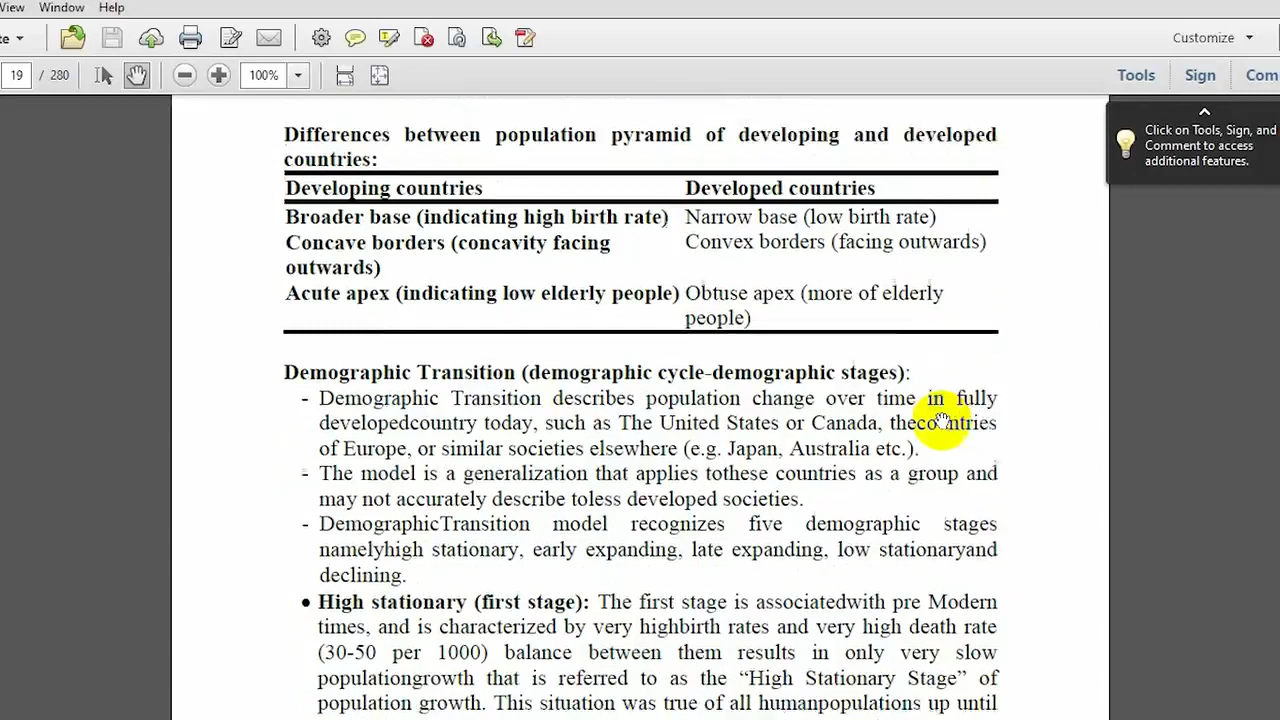 View Window Help
te Customize
19 / 280 100% Tools Sign Com
Click on Tools, Sign, and
Comment to access
additional features.
Differences between population pyramid of developing and developed
countries:
Developing countries Developed countries
Broader base (indicating high birth rate) Narrow base (low birth rate)
Concave borders (concavity facing Convex borders (facing outwards)
outwards)
Acute apex (indicating low elderly people) Obtuse apex (more of elderly
people)
Demographic Transition (demographic cycle-demographic stages):
- Demographic Transition describes population change over time in fully
developedcountry today, such as The United States or Canada, thecountries
of Europe, or similar societies elsewhere (e.g. Japan, Australia etc.).
- The model is a generalization that applies tothese countries as a group and
may not accurately describe toless developed societies.
- DemographicTransition model recognizes five demographic stages
namelyhigh stationary, early expanding, late expanding, low stationaryand
declining.
• High stationary (first stage): The first stage is associatedwith pre Modern
times, and is characterized by very highbirth rates and very high death rate
(30-50 per 1000) balance between them results in only very slow
populationgrowth that is referred to as the “High Stationary Stage” of
population growth. This situation was true of all humanpopulations up until